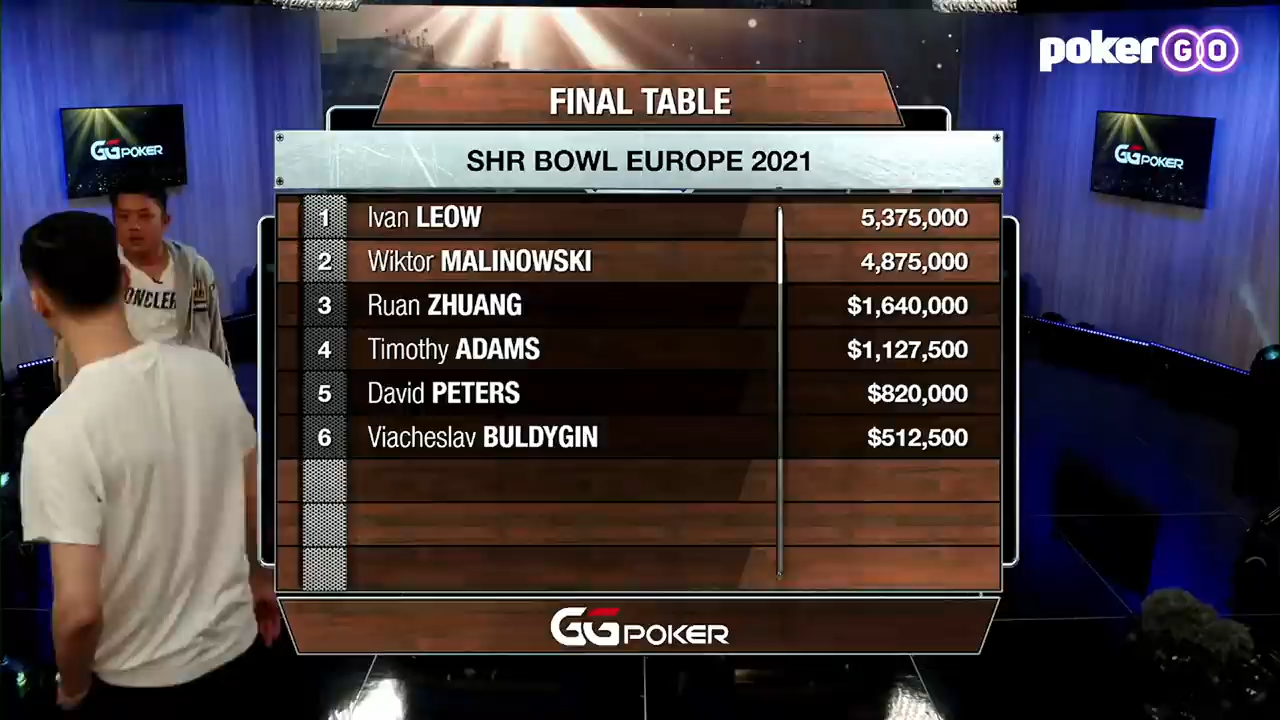 poker GO
FINAL TABLE
SHR BOWL EUROPE 2021
GGPOKER
GGPOKER
1 Ivan LEOW 5,375,000
2 Wiktor MALINOWSKI 4,875,000
3 Ruan ZHUANG $1,640,000
4 Timothy ADAMS $1,127,500
5 David PETERS $820,000
6 Viacheslav BULDYGIN $512,500
GGPOKER